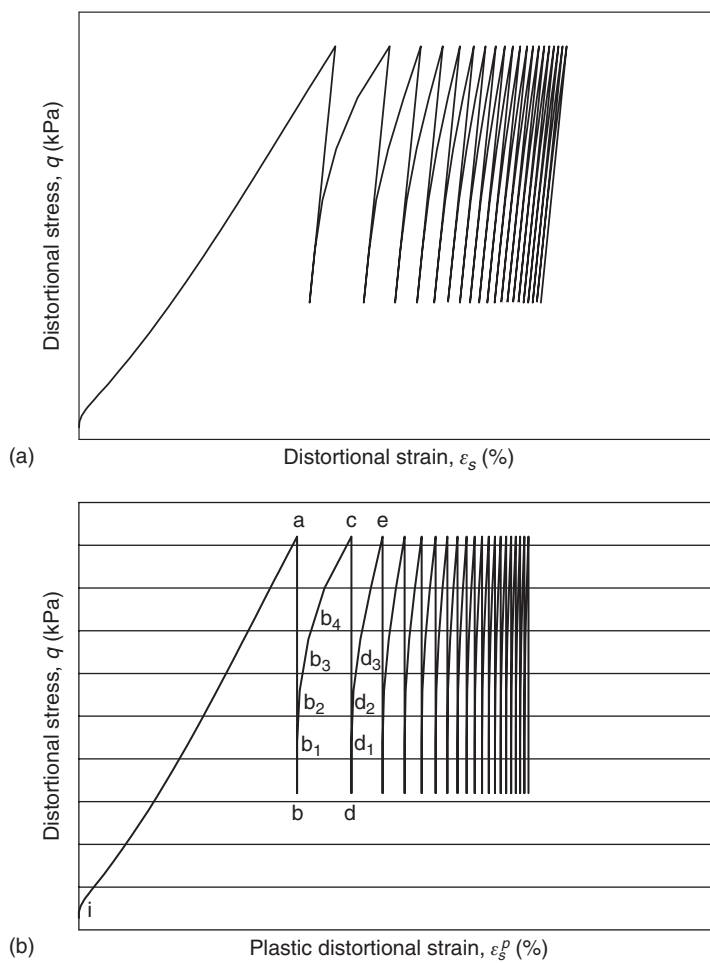 Distortional stress, q (kPa)
(a)
Distortional strain, εs (%)
a c e
b4
b3 d3
b2 d2
b1 d1
b d
i
Distortional stress, q (kPa)
(b)
Plastic distortional strain, εsp (%)